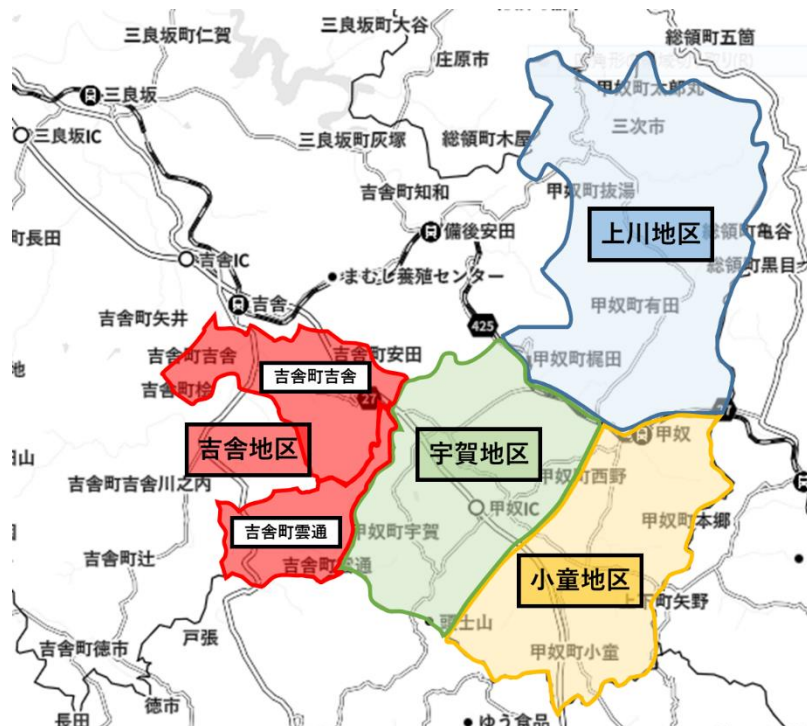 三良坂町仁賀
三良坂町大谷
総領町五箇
庄原市
三良坂
甲奴町太郎丸
三良坂IC
三良坂町灰塚
総領町木屋
三次市
吉舎町知和
甲奴町抜湯
町長田
備後安田
上川地区
総領町亀谷
吉舎IC
まむし養殖センター
総領町黒目
吉舎
吉舎町矢井
425
甲奴町有田
吉舎町吉舎
吉舎町安田
甲奴町梶田
地
吉舎町桧
吉舎町吉舎
27
吉舎地区
宇賀地区
甲奴
田山
甲奴町西野
吉舎町吉舎川之内
甲奴IC
甲奴町本郷
吉舎町雲通
甲奴町宇賀
吉舎町辻
小童地区
上下町矢野
戸張
吉舎町徳市
甲奴町小童
徳市
長田
ゆう食品